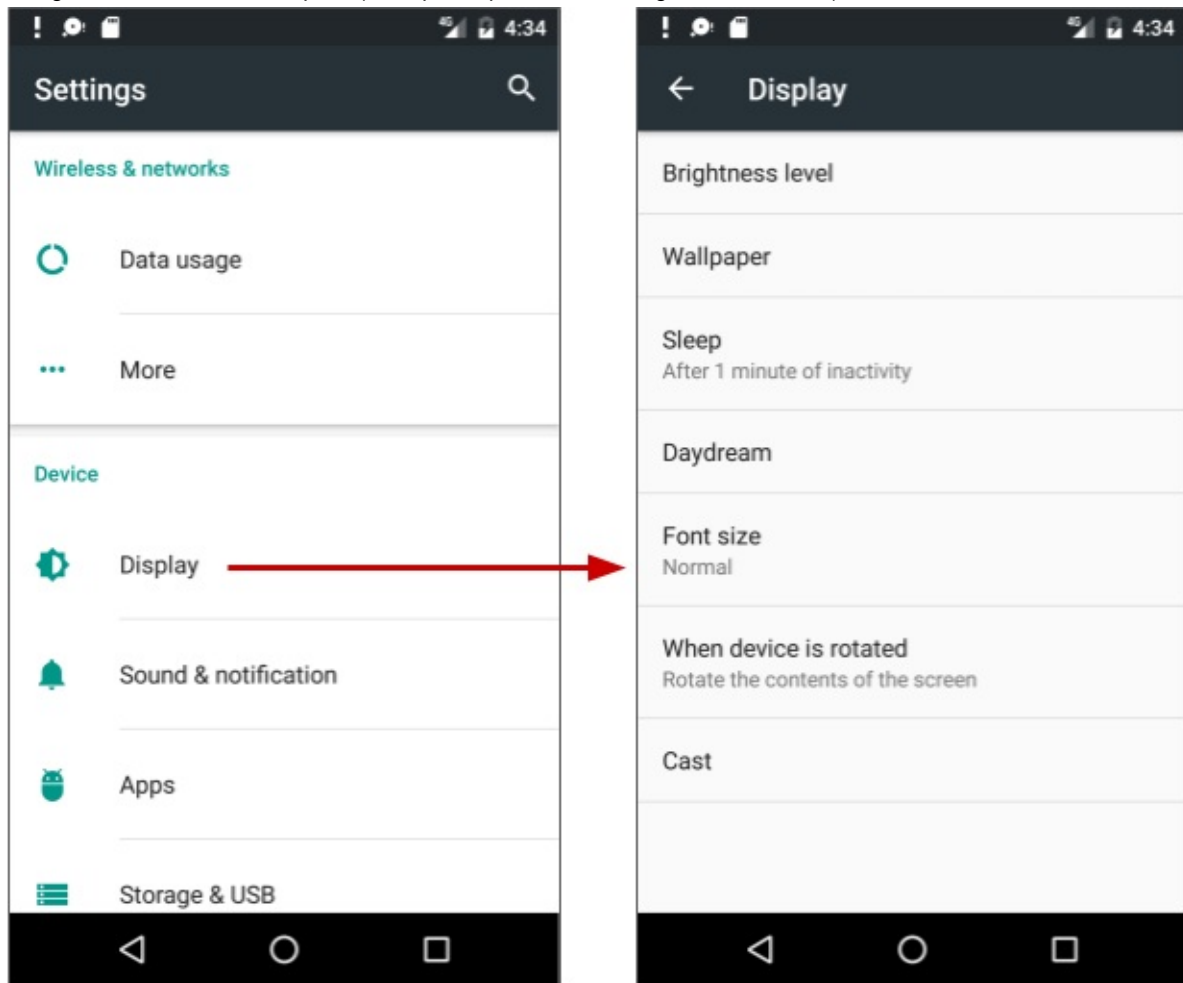 4:34
Settings
Wireless & networks
Data usage
More
Device
Display
Sound & notification
Apps
Storage & USB
4:34
Display
Brightness level
Wallpaper
Sleep
After 1 minute of inactivity
Daydream
Font size
Normal
When device is rotated
Rotate the contents of the screen
Cast